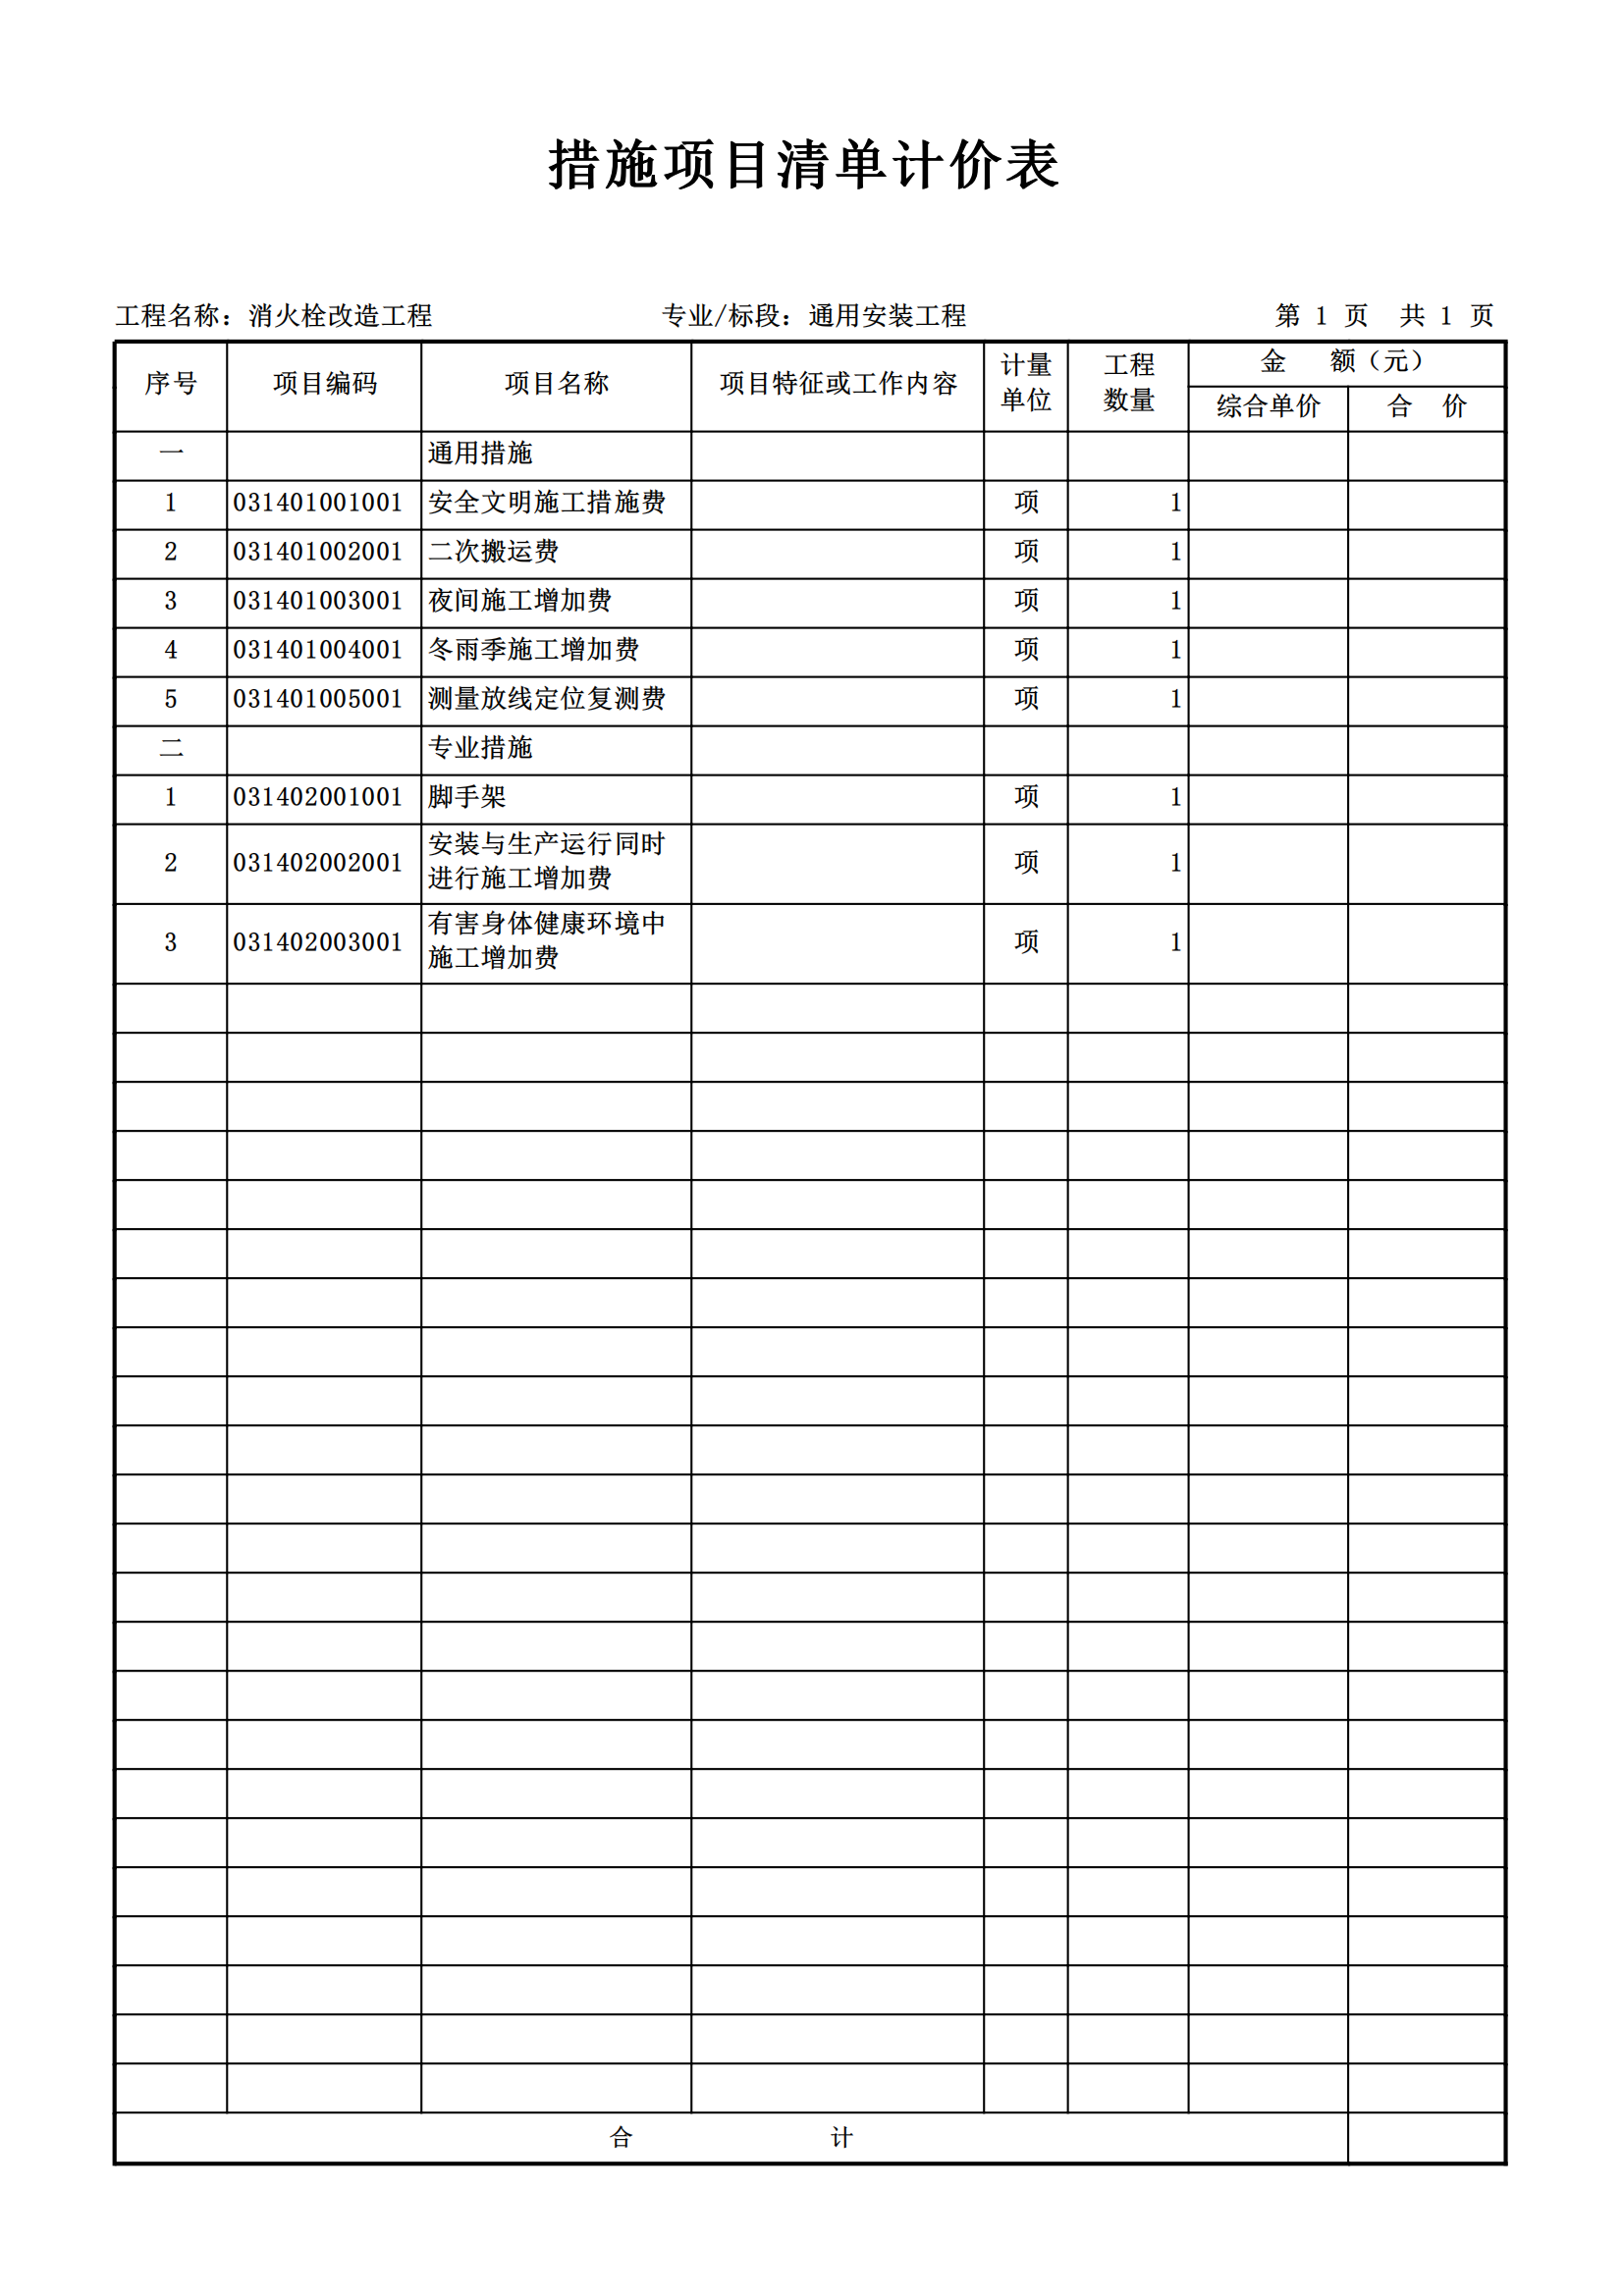 措施项目清单计价表
工程名称：消火栓改造工程 专业/标段：通用安装工程 第 1 页 共 1 页
序号 项目编码 项目名称 项目特征或工作内容 计量单位 工程数量 金 额（元）
综合单价 合 价
一 通用措施
1 031401001001 安全文明施工措施费 项 1
2 031401002001 二次搬运费 项 1
3 031401003001 夜间施工增加费 项 1
4 031401004001 冬雨季施工增加费 项 1
5 031401005001 测量放线定位复测费 项 1
二 专业措施
1 031402001001 脚手架 项 1
2 031402002001 安装与生产运行同时进行施工增加费 项 1
3 031402003001 有害身体健康环境中施工增加费 项 1
合 计